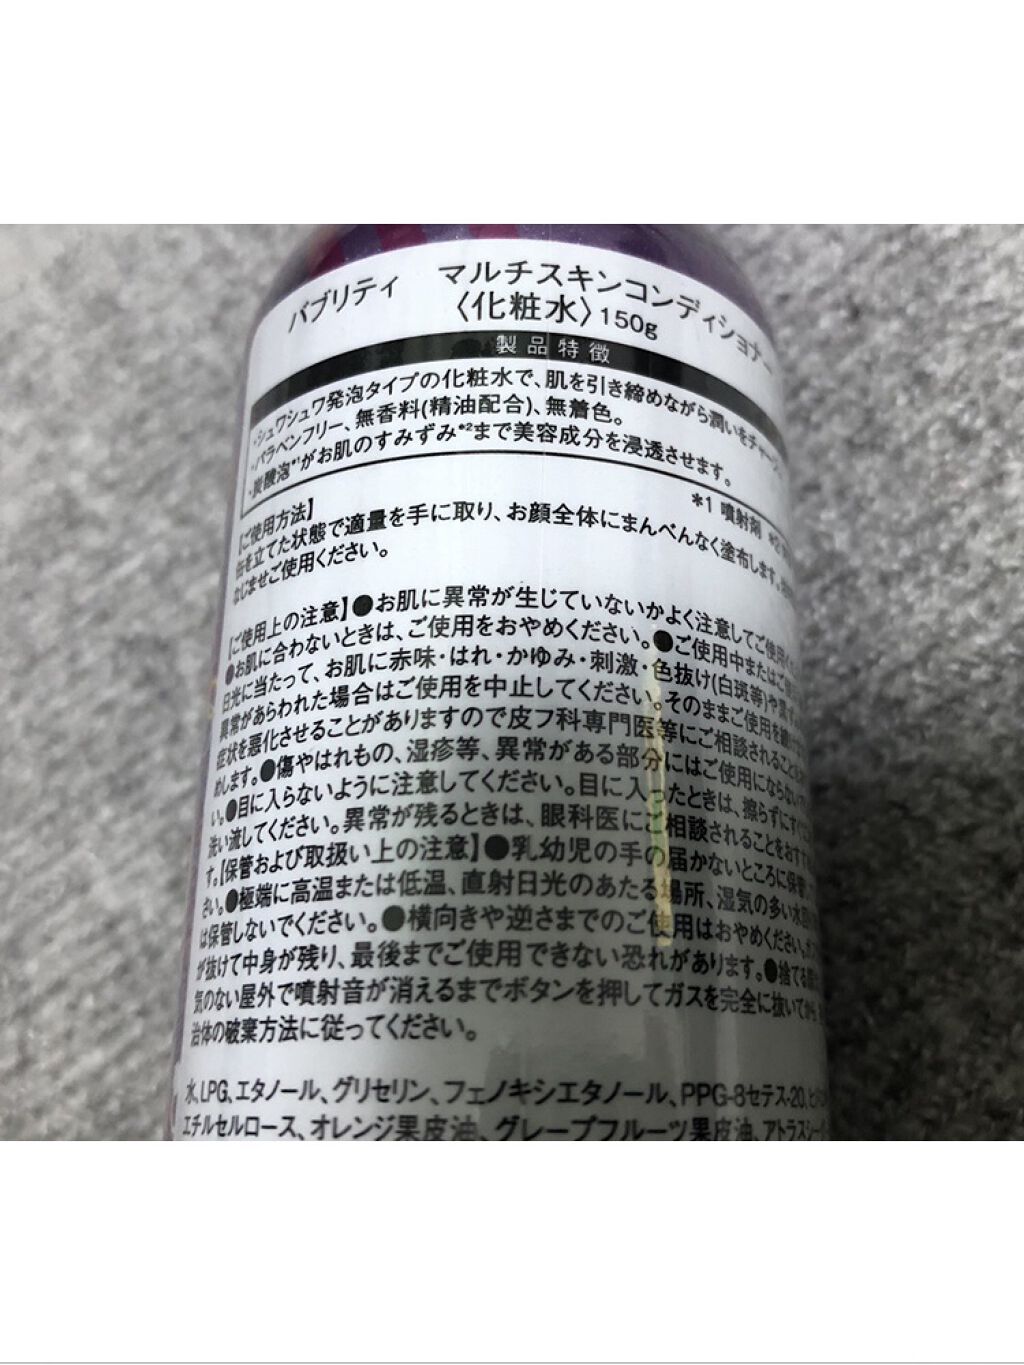 バブリティ マルチスキンコンディショナー
〈化粧水〉150g
製品特徴
・シュワシュワ発泡タイプの化粧水で、肌を引き締めながら潤いをチャージ
・パラベンフリー、無香料(精油配合)、無着色。
・炭酸泡*1がお肌のすみずみ*2まで美容成分を浸透させます。
*1 噴射剤 *2
【ご使用方法】
缶を立てた状態で適量を手に取り、お顔全体にまんべんなく塗布します。
なじませご使用ください。
【ご使用上の注意】●お肌に異常が生じていないかよく注意してご使用く
●お肌に合わないときは、ご使用をおやめください。●ご使用中またはご使
日光に当たって、お肌に赤味・はれ・かゆみ・刺激・色抜け(白斑等)や黒ず
異常があらわれた場合はご使用を中止してください。そのままご使用を続け
症状を悪化させることがありますので皮フ科専門医等にご相談されることを
めします。●傷やはれもの、湿疹等、異常がある部分にはご使用にならない
い。●目に入らないように注意してください。目に入ったときは、擦らずにすぐ
洗い流してください。異常が残るときは、眼科医にご相談されることをおす
す。【保管および取扱い上の注意】●乳幼児の手の届かないところに保管
さい。●極端に高温または低温、直射日光のあたる場所、湿気の多い水
は保管しないでください。●横向きや逆さまでのご使用はおやめください。
が抜けて中身が残り、最後までご使用できない恐れがあります。●捨てる
気のない屋外で噴射音が消えるまでボタンを押してガスを完全に抜いてから
治体の破棄方法に従ってください。
水、LPG、エタノール、グリセリン、フェノキシエタノール、PPG-8セテス-20、ヒ
エチルセルロース、オレンジ果皮油、グレープフルーツ果皮油、アトラスシー